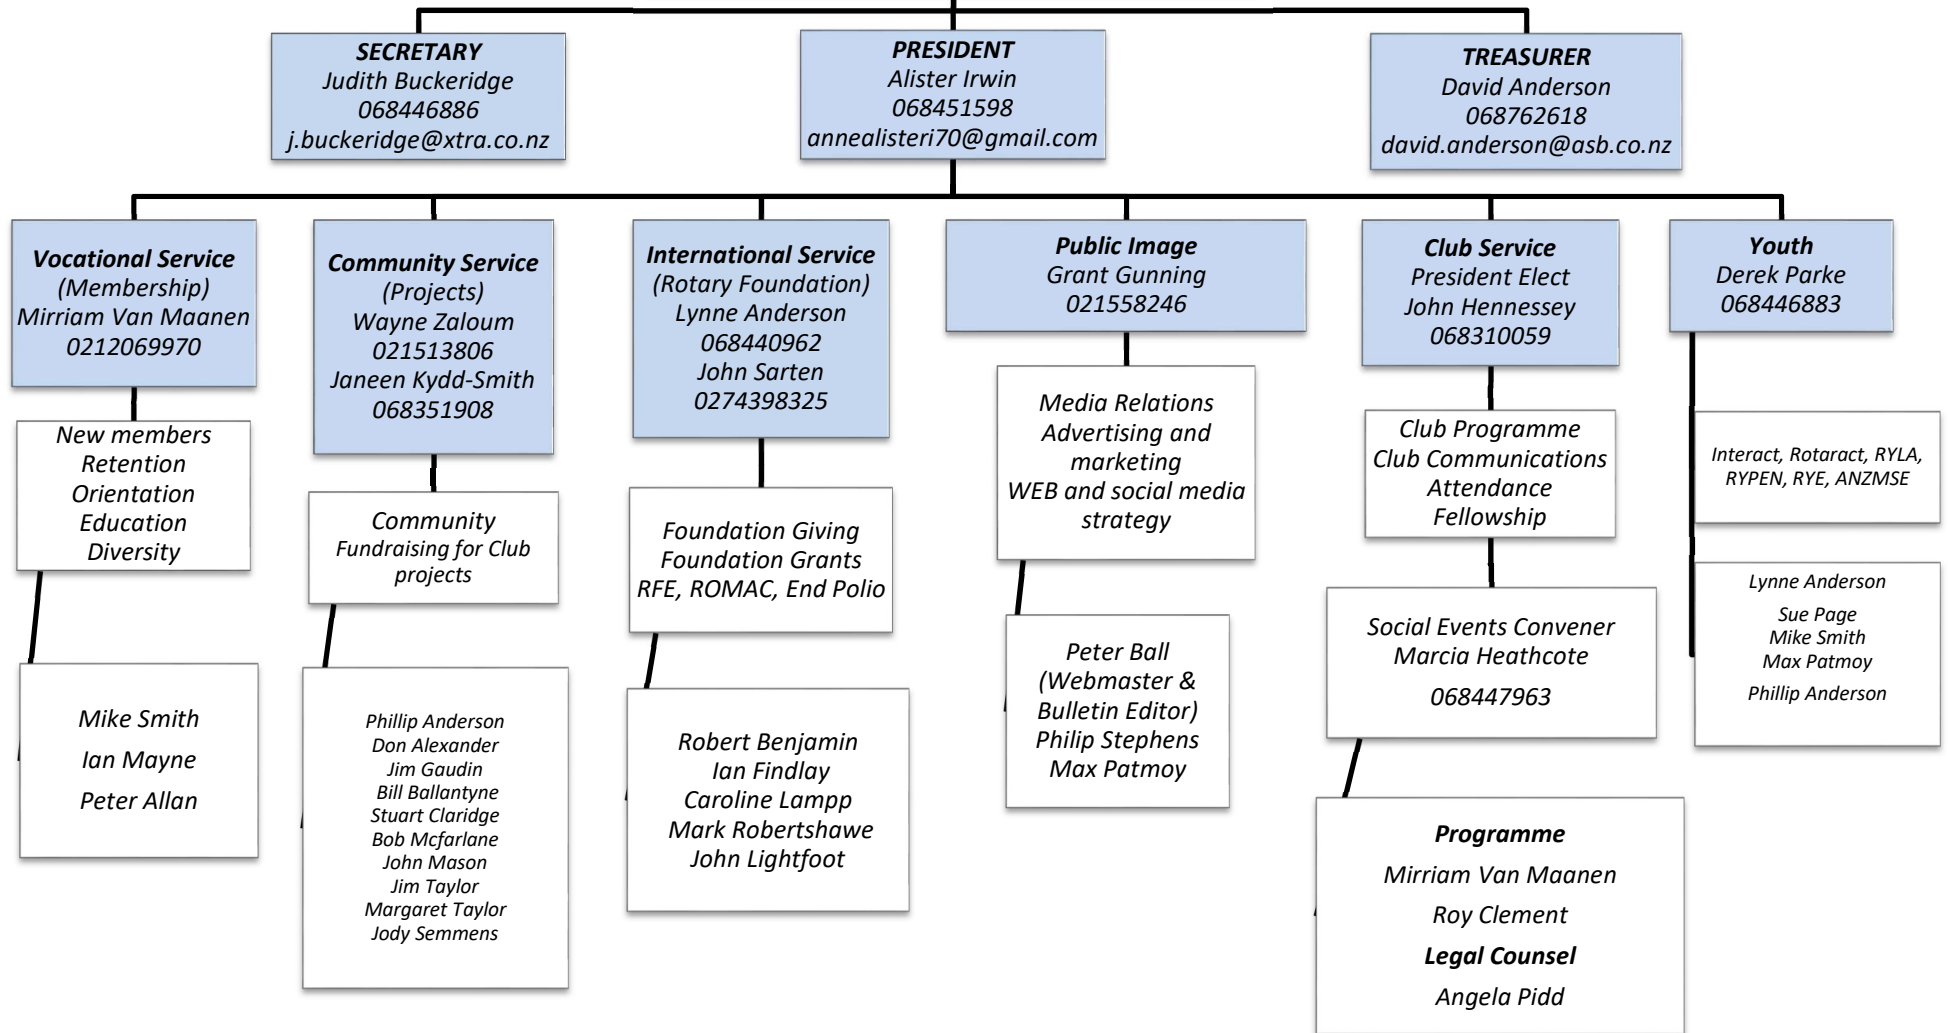 SECRETARY
Judith Buckeridge
068446886
j.buckeridge@xtra.co.nz
PRESIDENT
Alister Irwin
068451598
annealisteri70@gmail.com
TREASURER
David Anderson
068762618
david.anderson@asb.co.nz
Vocational Service
(Membership)
Mirriam Van Maanen
0212069970
New members
Retention
Orientation
Education
Diversity
Mike Smith
Ian Mayne
Peter Allan
Community Service
(Projects)
Wayne Zaloum
021513806
Janeen Kydd-Smith
068351908
Community
Fundraising for Club
projects
Phillip Anderson
Don Alexander
Jim Gaudin
Bill Ballantyne
Stuart Claridge
Bob Mcfarlane
John Mason
Jim Taylor
Margaret Taylor
Jody Semmens
International Service
(Rotary Foundation)
Lynne Anderson
068440962
John Sarten
0274398325
Foundation Giving
Foundation Grants
RFE, ROMAC, End Polio
Robert Benjamin
Ian Findlay
Caroline Lampp
Mark Robertshawe
John Lightfoot
Public Image
Grant Gunning
021558246
Media Relations
Advertising and
marketing
WEB and social media
strategy
Peter Ball
(Webmaster &
Bulletin Editor)
Philip Stephens
Max Patmoy
Club Service
President Elect
John Hennessey
068310059
Club Programme
Club Communications
Attendance
Fellowship
Social Events Convener
Marcia Heathcote
068447963
Programme
Mirriam Van Maanen
Roy Clement
Legal Counsel
Angela Pidd
Youth
Derek Parke
068446883
Interact, Rotaract, RYLA,
RYPEN, RYE, ANZMSE
Lynne Anderson
Sue Page
Mike Smith
Max Patmoy
Phillip Anderson